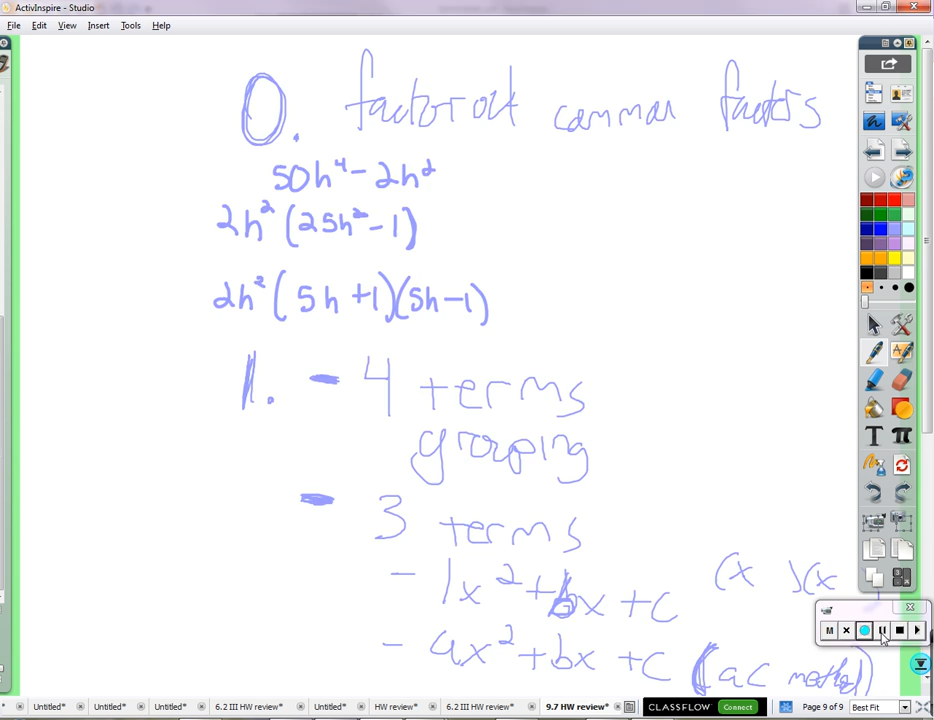 ActivInspire - Studio
File Edit View Insert Tools Help
0. factor out common factors
50h⁴ - 2h²
2h² (25h² - 1)
2h² (5h + 1)(5h - 1)
1. - 4 terms
grouping
- 3 terms
- 1x² + bx + c (x )(x
- ax² + bx + c (ac method)
M
Untitled* Untitled* Untitled* Untitled* 6.2 III HW review* Untitled* HW review* 6.2 III HW review* 9.7 HW review* CLASSFLOW Connect Page 9 of 9 Best Fit